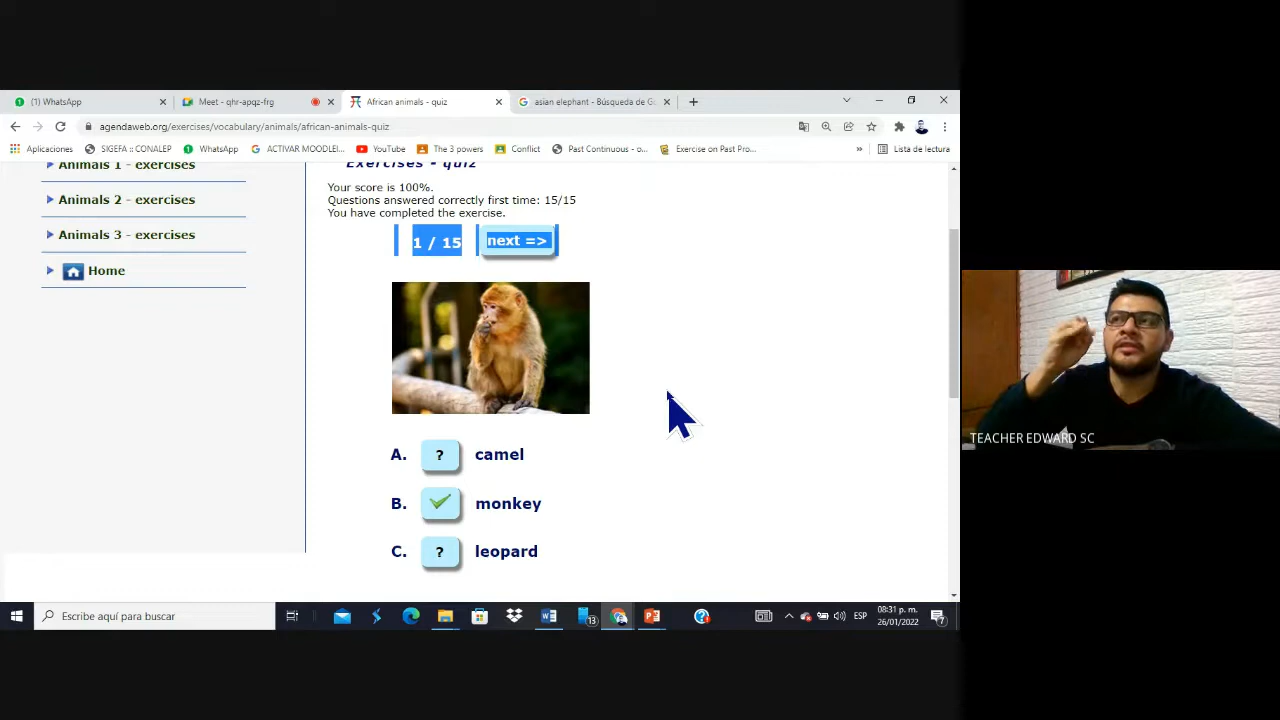 (1) WhatsApp
Meet - qhr-apqz-frg
African animals - quiz
asian elephant - Búsqueda de Go
agendaweb.org/exercises/vocabulary/animals/african-animals-quiz
Aplicaciones
SIGEFA :: CONALEP
WhatsApp
ACTIVAR MOODLE
YouTube
The 3 powers
Conflict
Past Continuous - o...
Exercise on Past Pro...
»
Lista de lectura
Animals 1 - exercises
Animals 2 - exercises
Animals 3 - exercises
Home
Exercises - quiz
Your score is 100%.
Questions answered correctly first time: 15/15
You have completed the exercise.
1 / 15
next =>
A. ? camel
B. monkey
C. ? leopard
TEACHER EDWARD SC
Escribe aquí para buscar
13
ESP
08:31 p. m.
26/01/2022
7